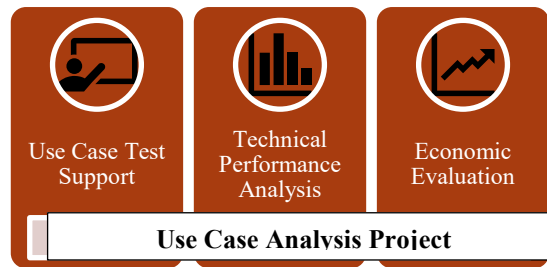 Use Case Test
Support
Technical
Performance
Analysis
Economic
Evaluation
Use Case Analysis Project